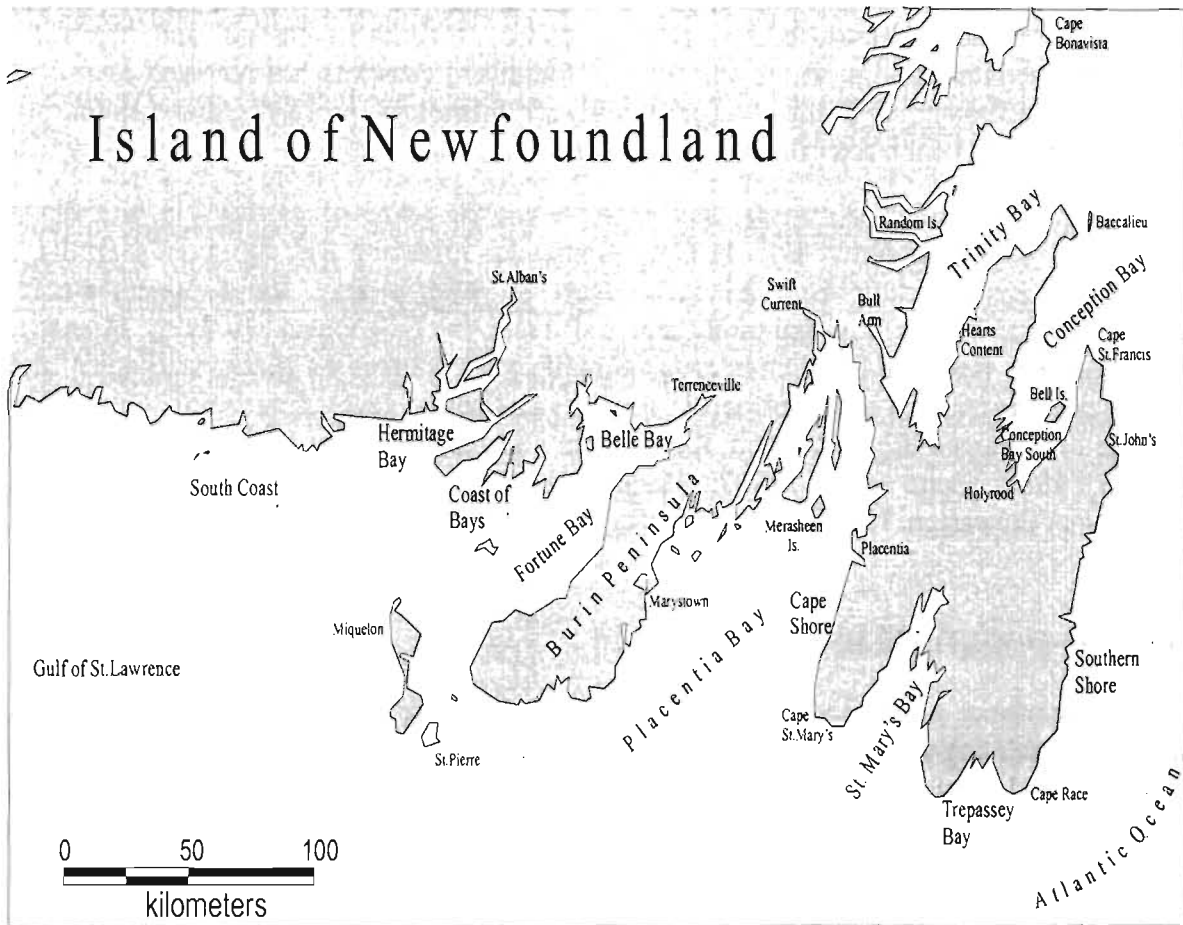 Cape
Bonavista
Island of Newfoundland
Random Is.
Trinity Bay
Baccalieu
St. Alban's
Swift
Current
Bull
Arm
Hearts
Content
Conception Bay
Cape
St. Francis
Terrenceville
Bell Is.
Hermitage
Bay
Belle Bay
Conception
Bay South
St. John's
South Coast
Coast of
Bays
Holyrood
Fortune Bay
Merasheen
Is.
Placentia
Burin Peninsula
Marystown
Cape
Shore
Miquelon
Gulf of St. Lawrence
Placentia Bay
Southern
Shore
Cape
St. Mary's
St. Mary's Bay
St. Pierre
Cape Race
Trepassey
Bay
Atlantic Ocean
0 50 100
kilometers